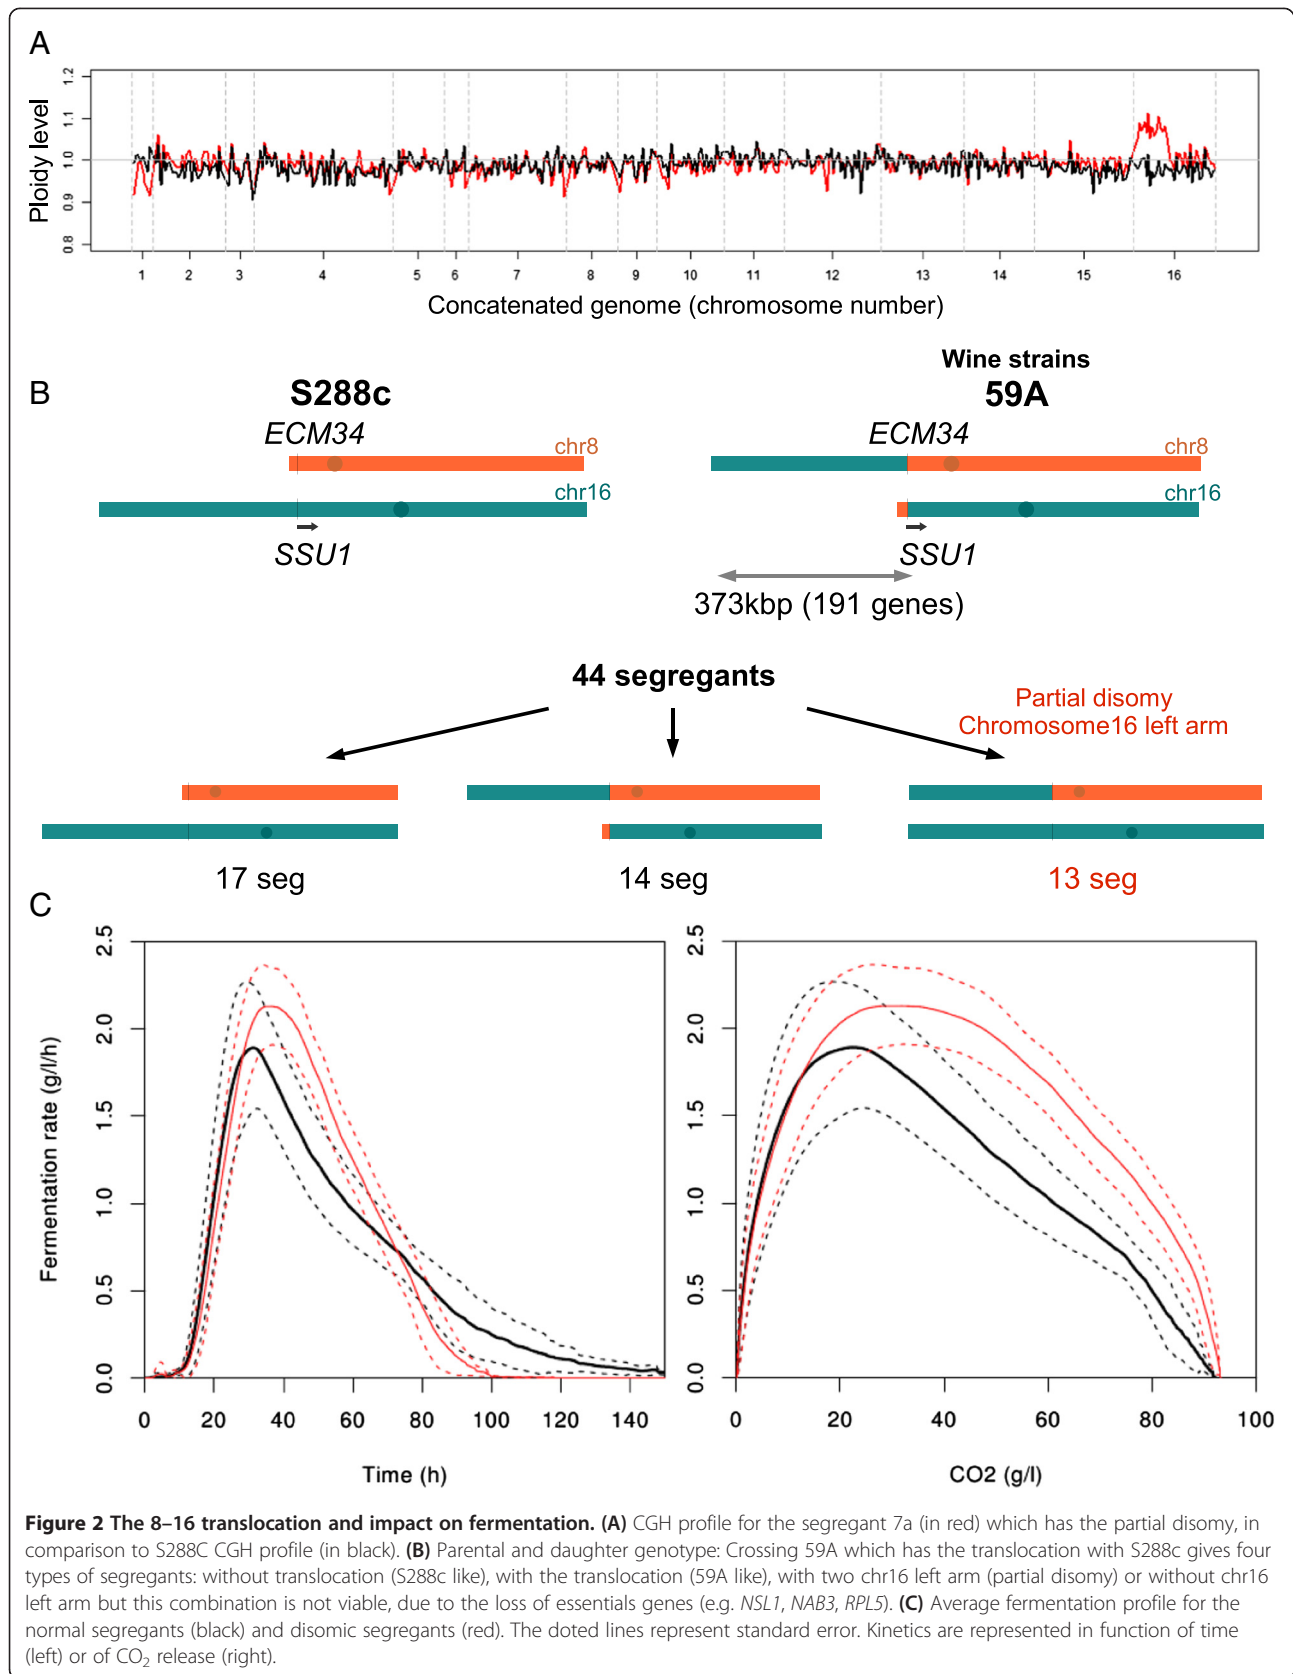 A
Ploidy level
1.2
1.1
1.0
0.9
0.8
1 2 3 4 5 6 7 8 9 10 11 12 13 14 15 16
Concatenated genome (chromosome number)
B
S288c
ECM34
chr8
chr16
SSU1
Wine strains
59A
ECM34
chr8
chr16
SSU1
373kbp (191 genes)
44 segregants
Partial disomy
Chromosome16 left arm
17 seg
14 seg
13 seg
C
Fermentation rate (g/l/h)
2.5
2.0
1.5
1.0
0.5
0.0
0 20 40 60 80 100 120 140
Time (h)
2.5
2.0
1.5
1.0
0.5
0.0
0 20 40 60 80 100
CO2 (g/l)
Figure 2 The 8–16 translocation and impact on fermentation. (A) CGH profile for the segregant 7a (in red) which has the partial disomy, in
comparison to S288C CGH profile (in black). (B) Parental and daughter genotype: Crossing 59A which has the translocation with S288c gives four
types of segregants: without translocation (S288c like), with the translocation (59A like), with two chr16 left arm (partial disomy) or without chr16
left arm but this combination is not viable, due to the loss of essentials genes (e.g. NSL1, NAB3, RPL5). (C) Average fermentation profile for the
normal segregants (black) and disomic segregants (red). The doted lines represent standard error. Kinetics are represented in function of time
(left) or of CO₂ release (right).